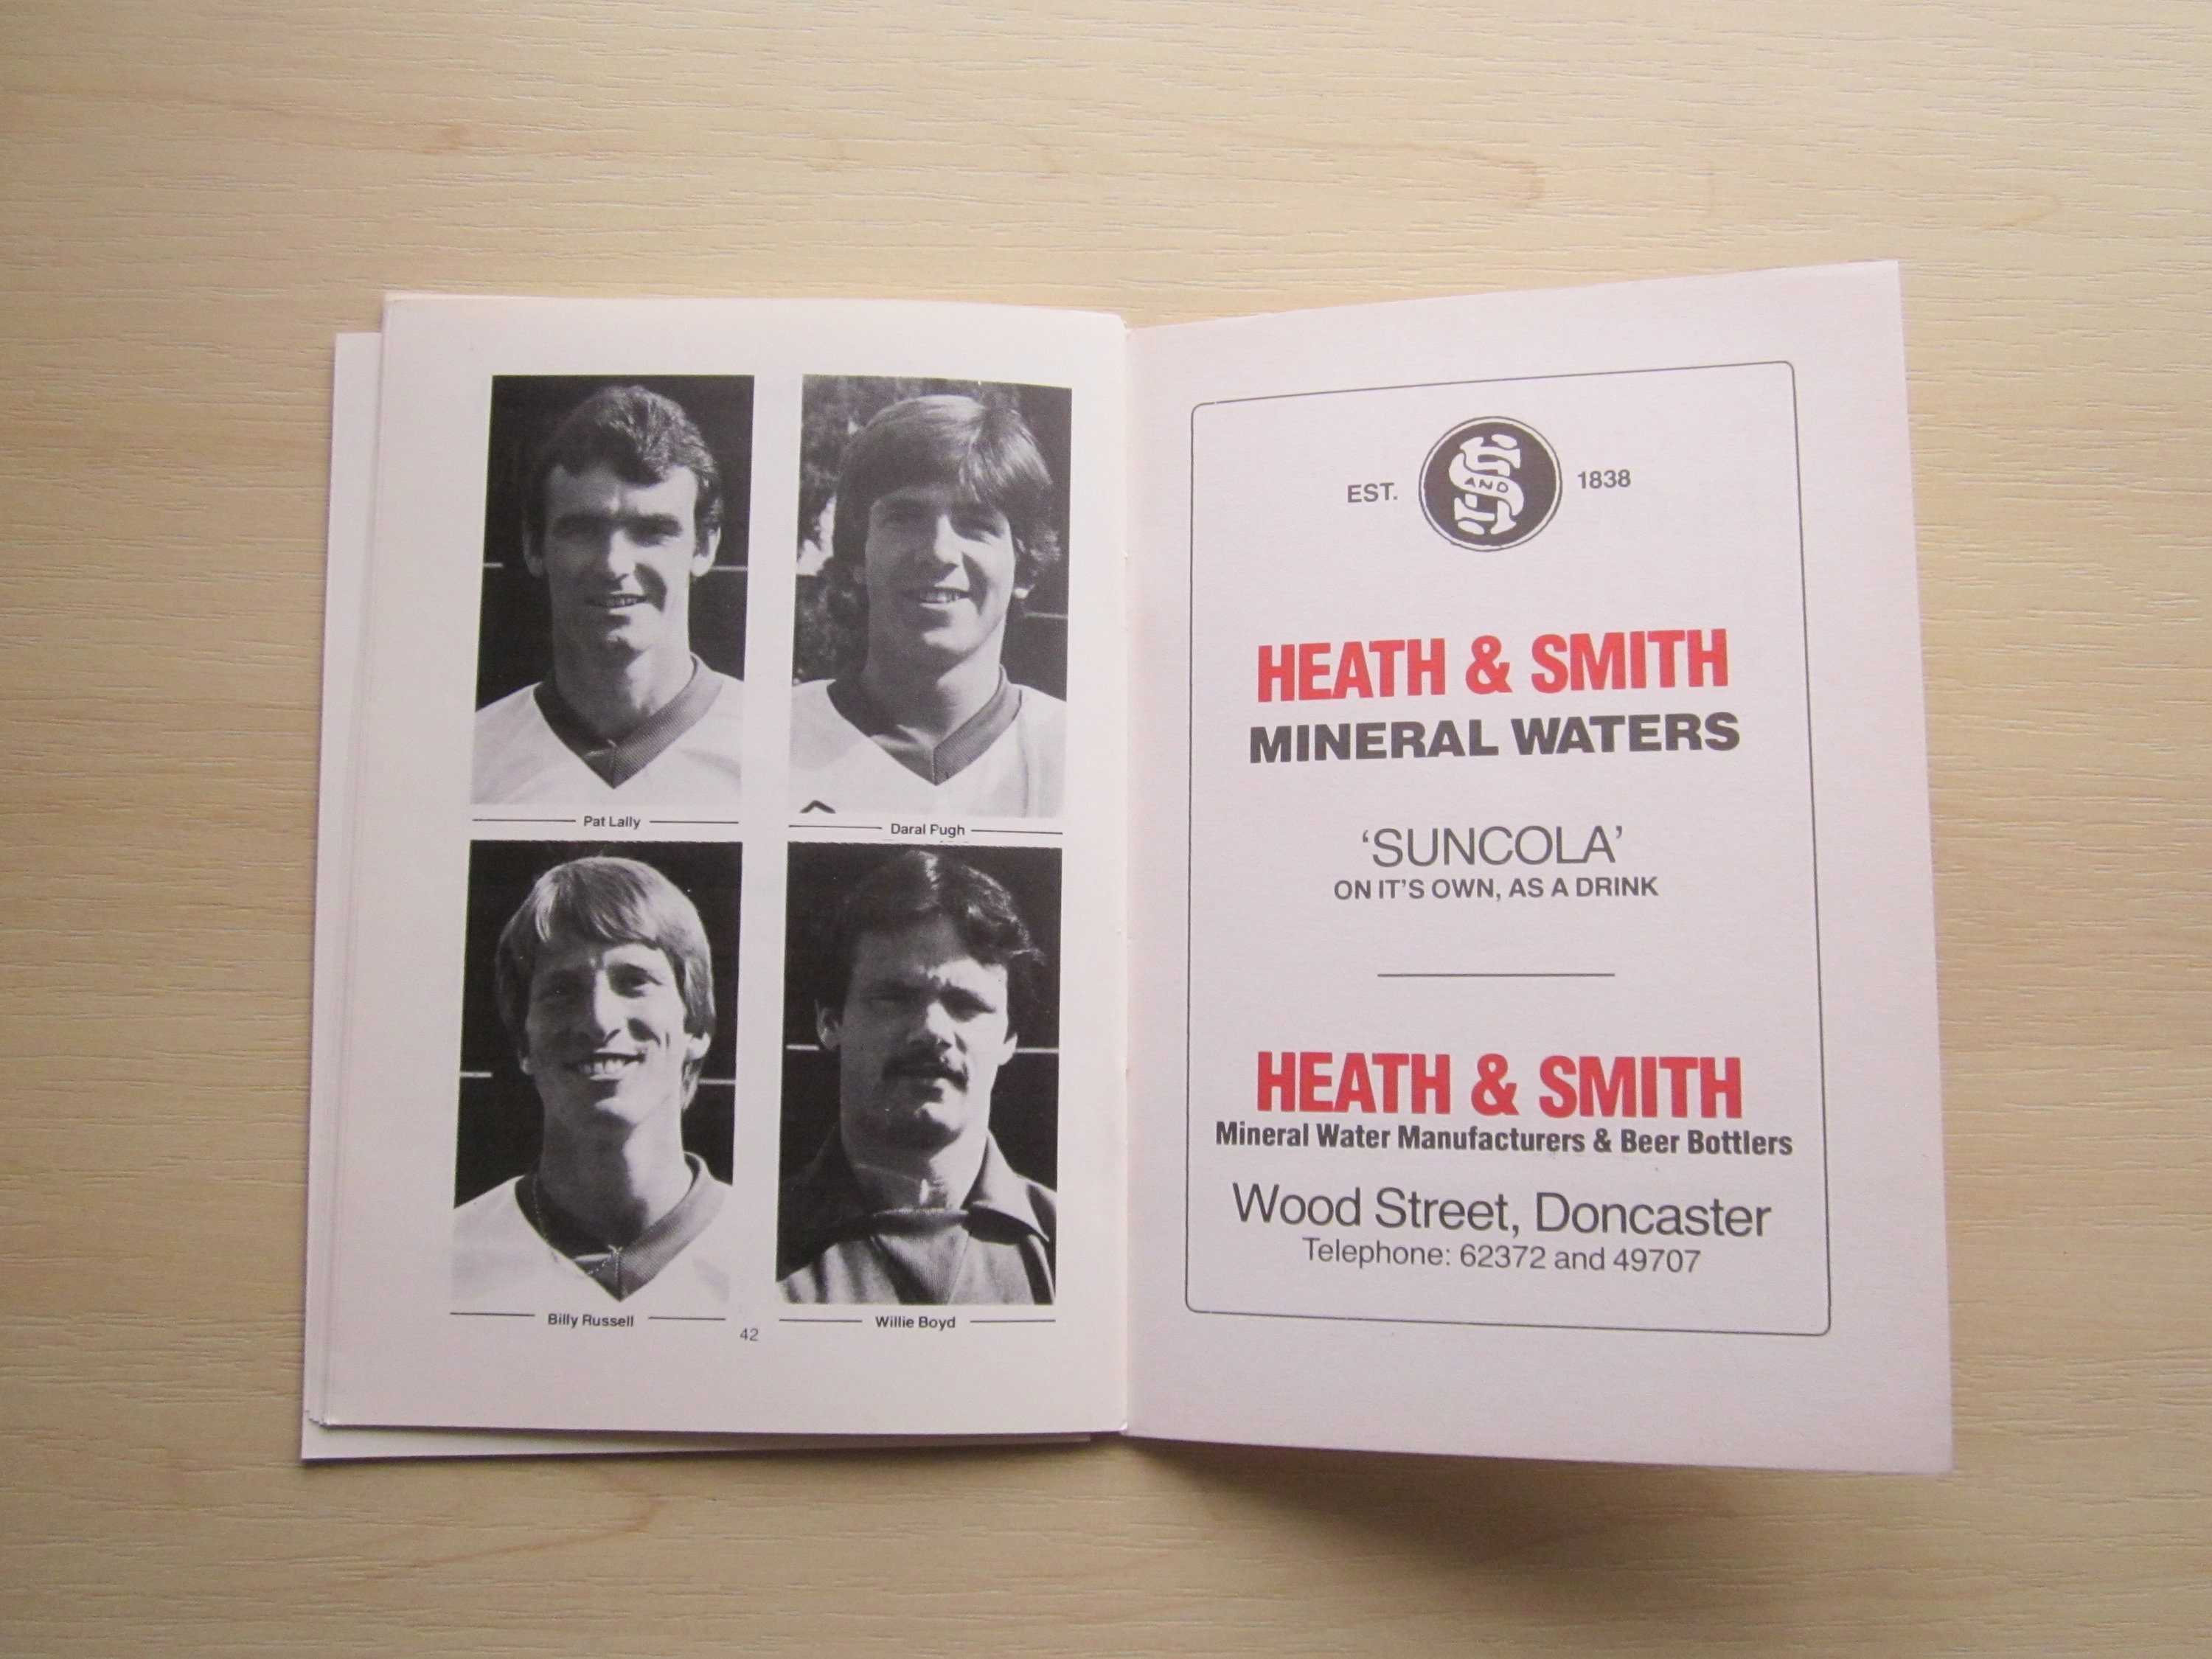 Pat Lally
Daral Pugh
Billy Russell
Willie Boyd
42
EST.
H AND S
1838
HEATH & SMITH
MINERAL WATERS
‘SUNCOLA’
ON IT'S OWN, AS A DRINK
HEATH & SMITH
Mineral Water Manufacturers & Beer Bottlers
Wood Street, Doncaster
Telephone: 62372 and 49707